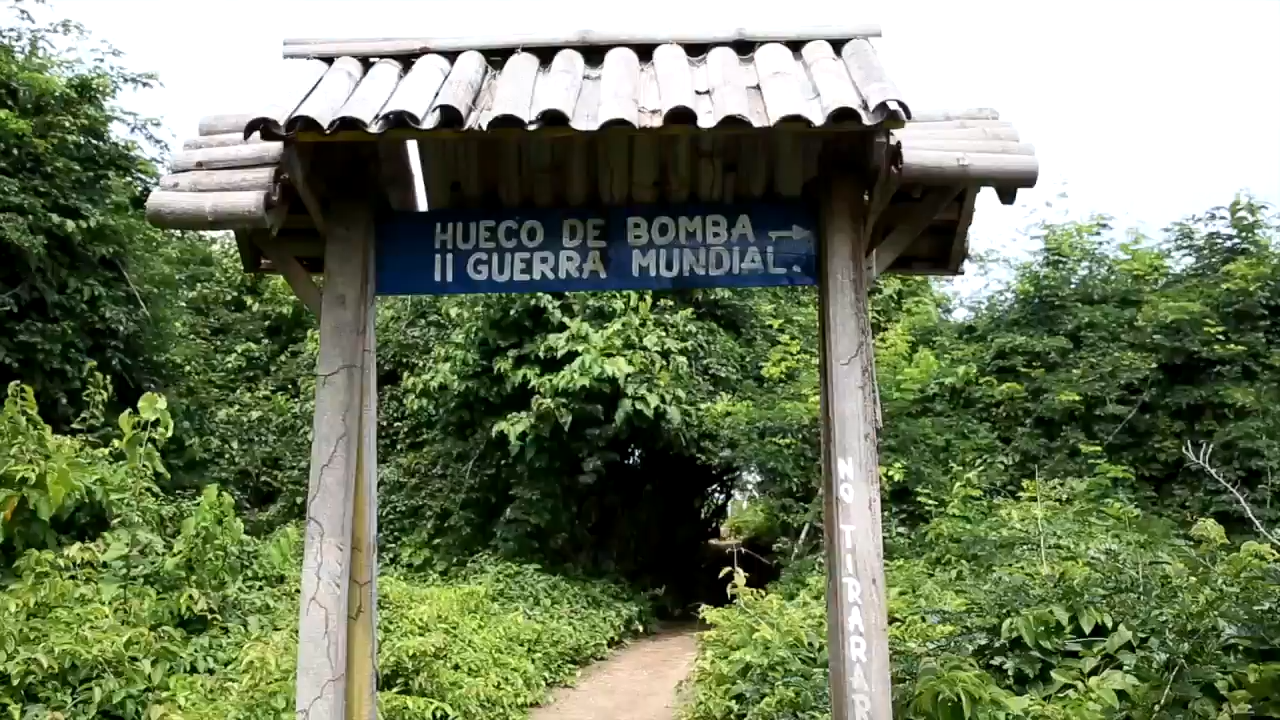 HUECO DE BOMBA →
II GUERRA MUNDIAL.
NO TIRAR